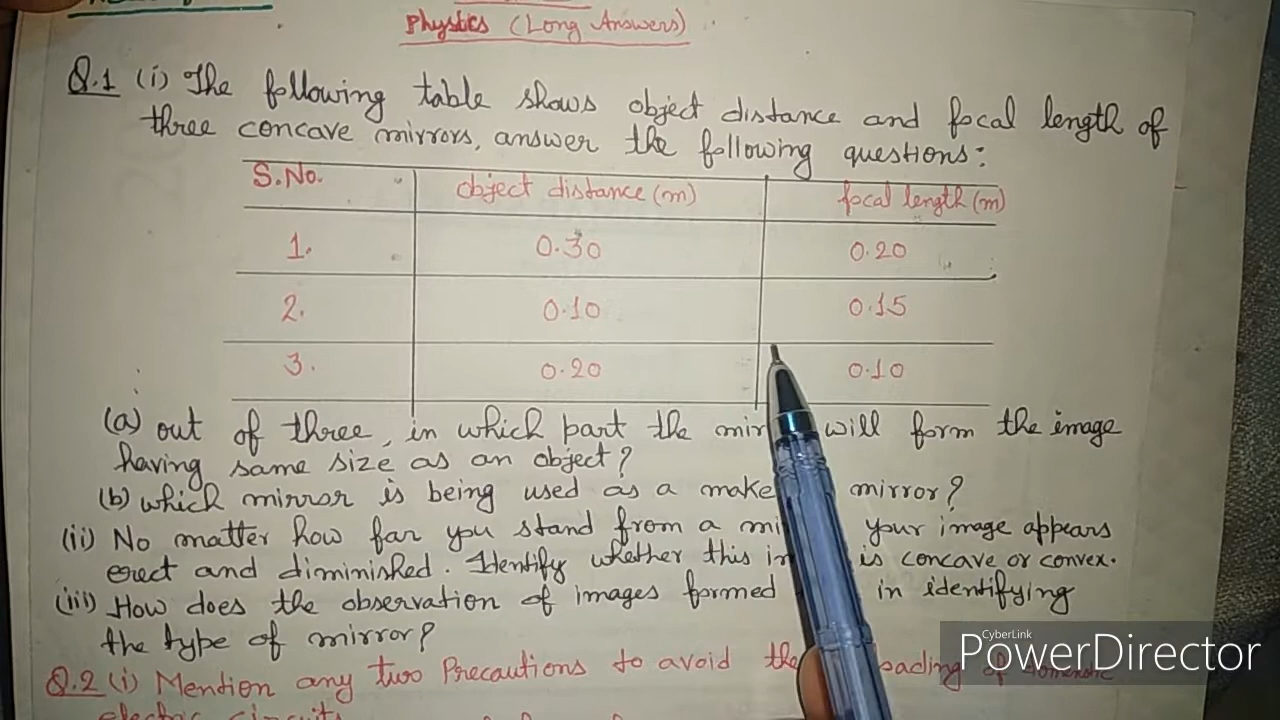 Physics (Long Answers)
Q.1 (i) The following table shows object distance and focal length of
three concave mirrors, answer the following questions:
S.No. object distance (m) focal length (m)
1. 0.30 0.20
2. 0.10 0.15
3. 0.20 0.10
(a) out of three, in which part the mir will form the image
having same size as an object?
(b) which mirror is being used as a make mirror?
(ii) No matter how far you stand from a mi your image appears
erect and diminished. Identify whether this is concave or convex.
(iii) How does the observation of images formed in identifying
the type of mirror?
CyberLink
PowerDirector
Q.2 (i) Mention any two Precautions to avoid the loading of domestic
electric circuits